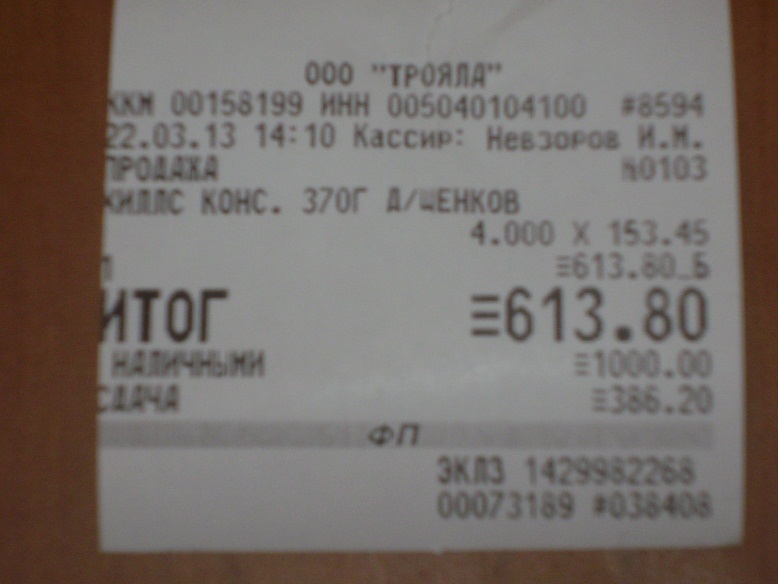 ООО "ТРОЯЛА"
ККМ 00158199 ИНН 005040104100 #8594
22.03.13 14:10 Кассир: Невзоров И.М.
ПРОДАЖА №0103
ХИЛЛС КОНС. 370Г Д/ЩЕНКОВ
4.000 X 153.45
1 ≡613.80_Б
ИТОГ ≡613.80
НАЛИЧНЫМИ ≡1000.00
СДАЧА ≡386.20
ФП
ЭКЛЗ 1429982268
00073189 #038408